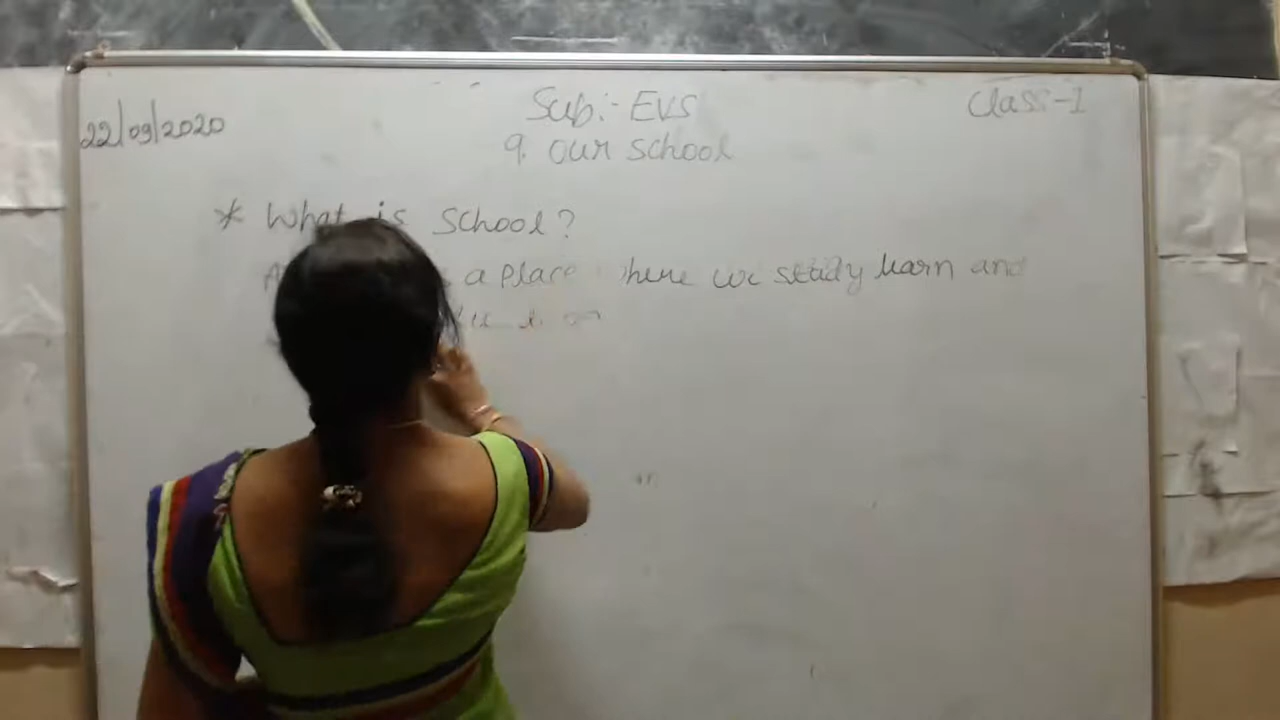 22/09/2020
Sub:- EVS
Class-1
9. our school
* What is School?
a place where we study learn and